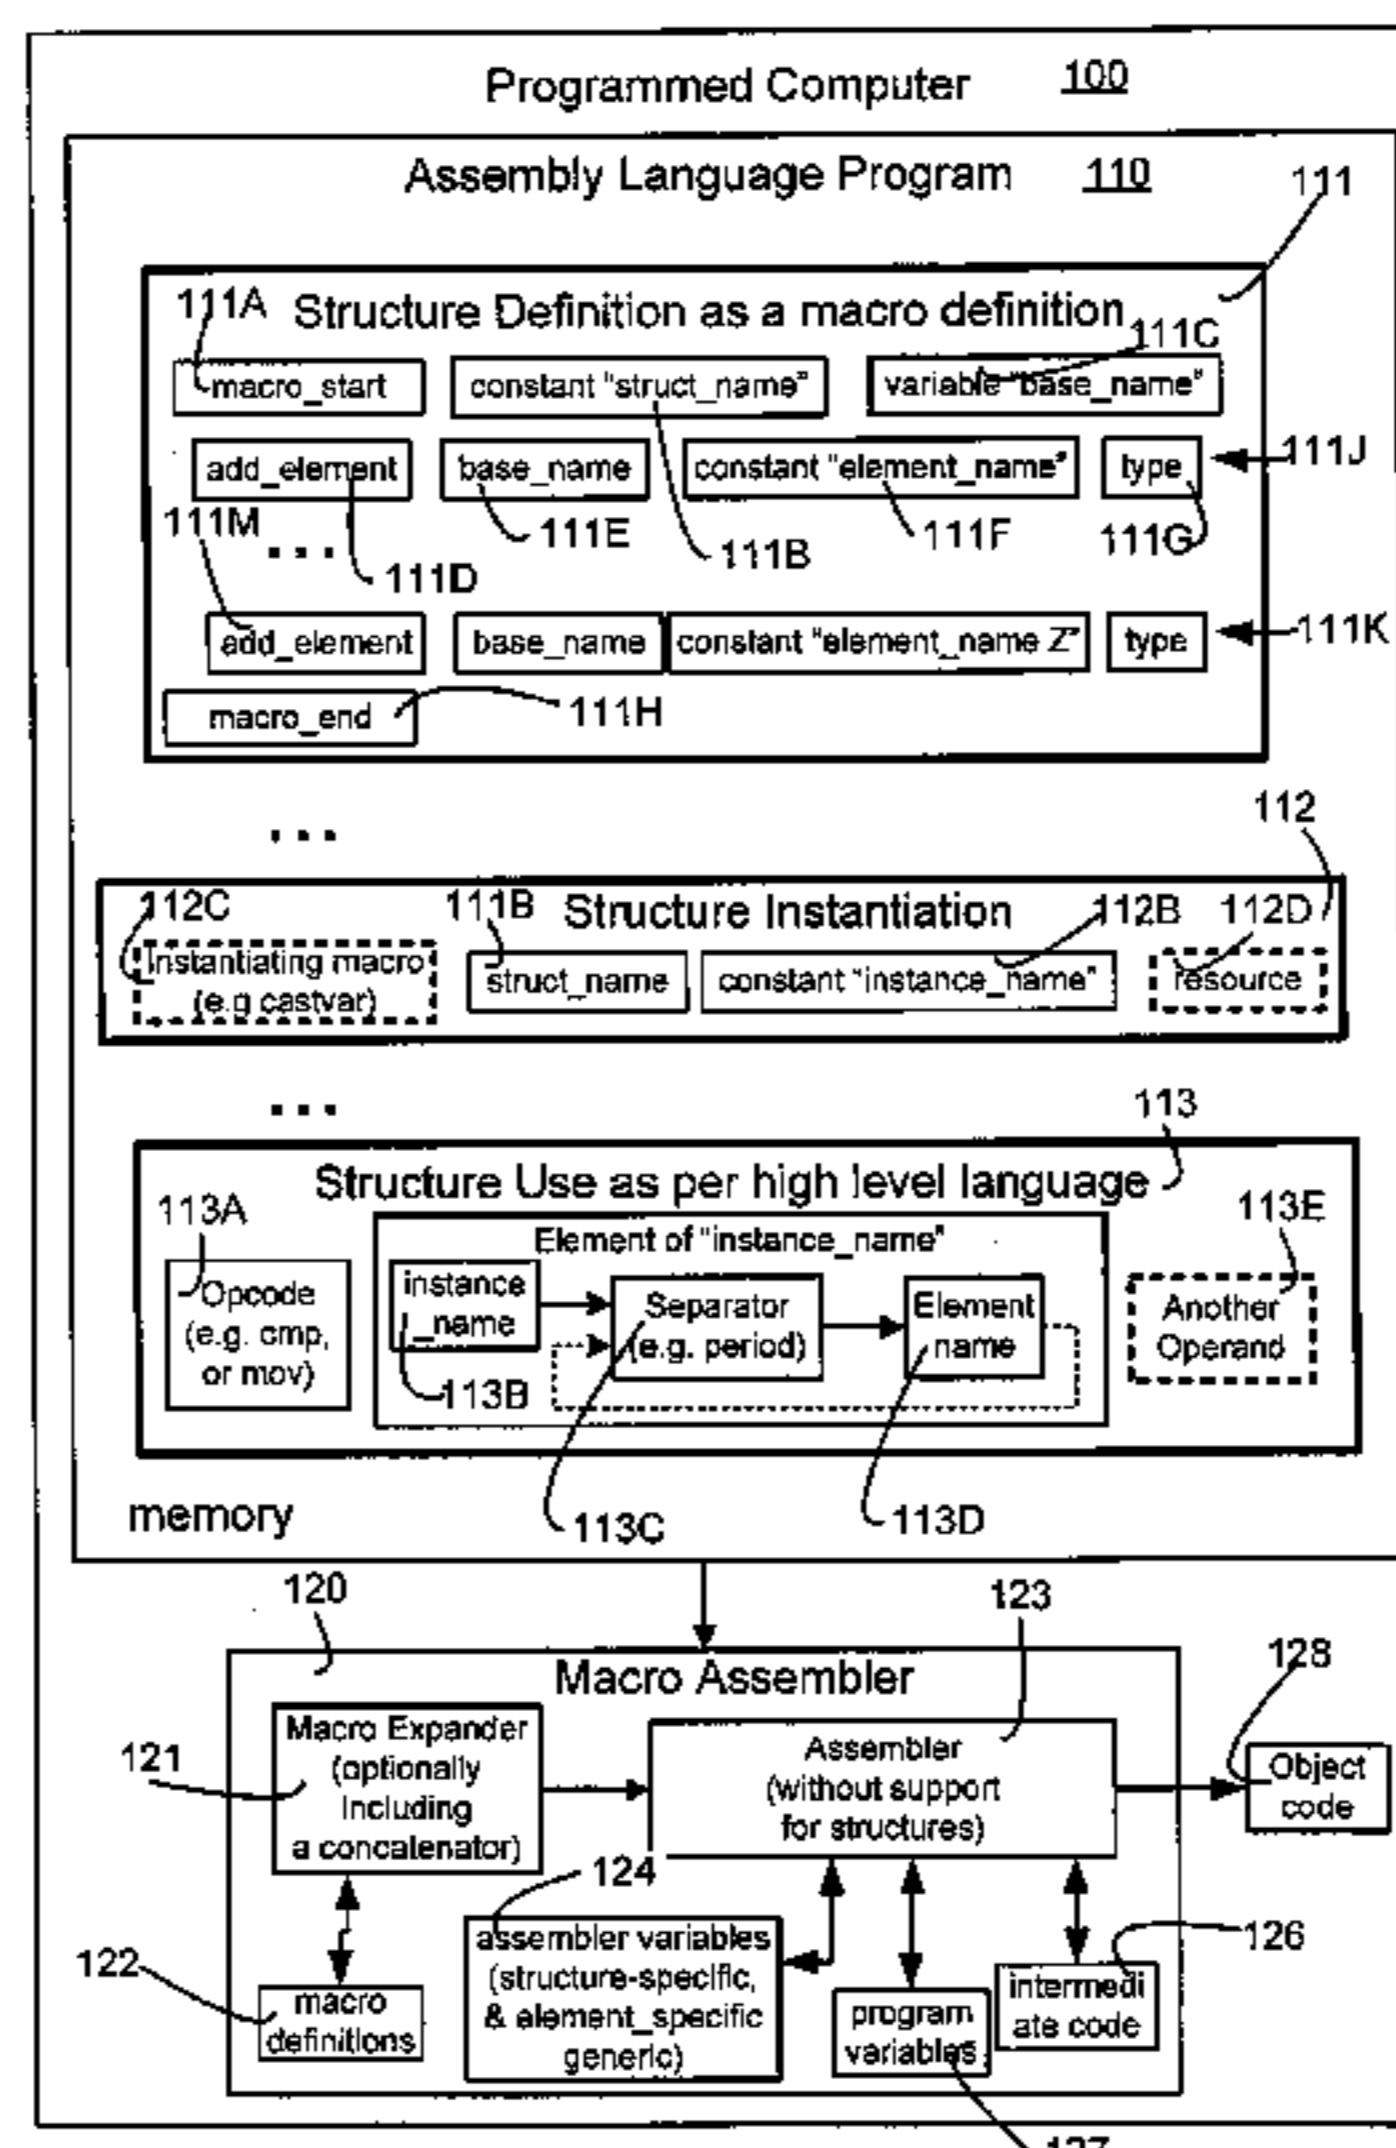 Programmed Computer 100
Assembly Language Program 110
111
111A Structure Definition as a macro definition
111C
macro_start constant "struct_name" variable "base_name"
add_element base_name constant "element_name" type 111J
111M ... 111D 111E 111B 111F 111G
add_element base_name constant "element_name Z" type 111K
macro_end 111H
...
112
112C 111B Structure Instantiation 112B 112D
Instantiating macro
(e.g castvar)
struct_name constant "instance_name" resource
...
113
Structure Use as per high level language
113A 113E
Element of "instance_name"
Opcode
(e.g. cmp,
or mov)
instance
_name
Separator
(e.g. period)
Element
name
Another
Operand
113B
memory 113C 113D
120 123
Macro Assembler
128
121
Macro Expander
(optionally
including
a concatenator)
Assembler
(without support
for structures)
Object
code
124
122
macro
definitions
assembler variables
(structure-specific,
& element_specific
generic)
program
variables
intermedi
ate code
126
127